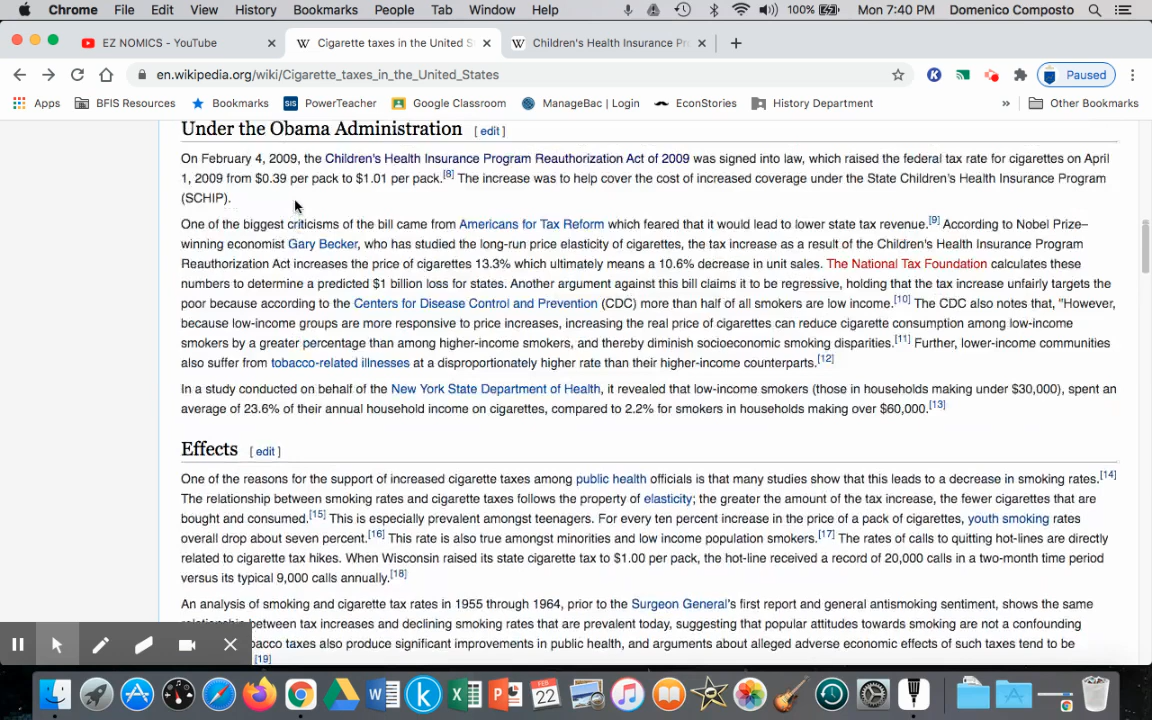 Chrome File Edit View History Bookmarks People Tab Window Help 100% Mon 7:40 PM Domenico Composto
EZ NOMICS - YouTube Cigarette taxes in the United S Children's Health Insurance Pr
en.wikipedia.org/wiki/Cigarette_taxes_in_the_United_States Paused
Apps BFIS Resources Bookmarks SIS PowerTeacher Google Classroom ManageBac | Login EconStories History Department » Other Bookmarks
Under the Obama Administration [ edit ]
On February 4, 2009, the Children's Health Insurance Program Reauthorization Act of 2009 was signed into law, which raised the federal tax rate for cigarettes on April
1, 2009 from $0.39 per pack to $1.01 per pack.[8] The increase was to help cover the cost of increased coverage under the State Children's Health Insurance Program
(SCHIP).
One of the biggest criticisms of the bill came from Americans for Tax Reform which feared that it would lead to lower state tax revenue.[9] According to Nobel Prize–
winning economist Gary Becker, who has studied the long-run price elasticity of cigarettes, the tax increase as a result of the Children's Health Insurance Program
Reauthorization Act increases the price of cigarettes 13.3% which ultimately means a 10.6% decrease in unit sales. The National Tax Foundation calculates these
numbers to determine a predicted $1 billion loss for states. Another argument against this bill claims it to be regressive, holding that the tax increase unfairly targets the
poor because according to the Centers for Disease Control and Prevention (CDC) more than half of all smokers are low income.[10] The CDC also notes that, "However,
because low-income groups are more responsive to price increases, increasing the real price of cigarettes can reduce cigarette consumption among low-income
smokers by a greater percentage than among higher-income smokers, and thereby diminish socioeconomic smoking disparities.[11] Further, lower-income communities
also suffer from tobacco-related illnesses at a disproportionately higher rate than their higher-income counterparts.[12]
In a study conducted on behalf of the New York State Department of Health, it revealed that low-income smokers (those in households making under $30,000), spent an
average of 23.6% of their annual household income on cigarettes, compared to 2.2% for smokers in households making over $60,000.[13]
Effects [ edit ]
One of the reasons for the support of increased cigarette taxes among public health officials is that many studies show that this leads to a decrease in smoking rates.[14]
The relationship between smoking rates and cigarette taxes follows the property of elasticity; the greater the amount of the tax increase, the fewer cigarettes that are
bought and consumed.[15] This is especially prevalent amongst teenagers. For every ten percent increase in the price of a pack of cigarettes, youth smoking rates
overall drop about seven percent.[16] This rate is also true amongst minorities and low income population smokers.[17] The rates of calls to quitting hot-lines are directly
related to cigarette tax hikes. When Wisconsin raised its state cigarette tax to $1.00 per pack, the hot-line received a record of 20,000 calls in a two-month time period
versus its typical 9,000 calls annually.[18]
An analysis of smoking and cigarette tax rates in 1955 through 1964, prior to the Surgeon General's first report and general antismoking sentiment, shows the same
between tax increases and declining smoking rates that are prevalent today, suggesting that popular attitudes towards smoking are not a confounding
taxes also produce significant improvements in public health, and arguments about alleged adverse economic effects of such taxes tend to be
[19]
FEB
22